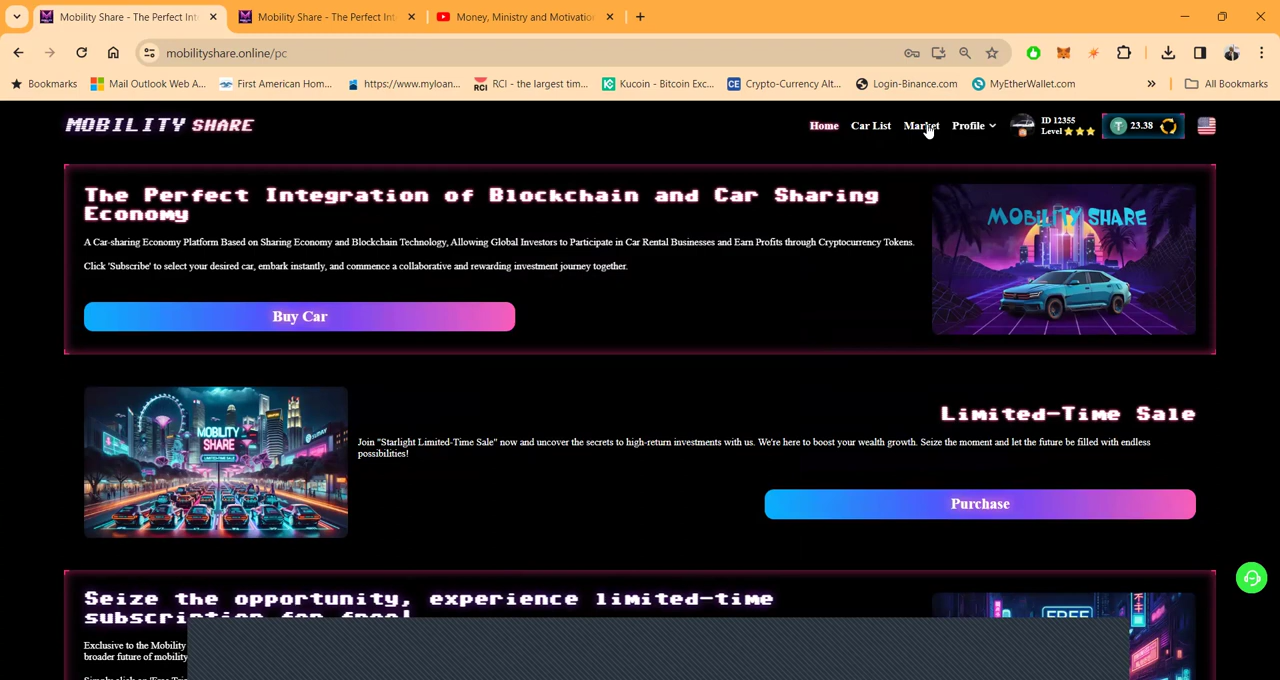 Mobility Share - The Perfect Int
Mobility Share - The Perfect Int
Money, Ministry and Motivation
mobilityshare.online/pc
Bookmarks
Mail Outlook Web A...
First American Hom...
https://www.myloan...
RCI - the largest tim...
Kucoin - Bitcoin Exc...
Crypto-Currency Alt...
Login-Binance.com
MyEtherWallet.com
All Bookmarks
MOBILITY SHARE
Home
Car List
Market
Profile
ID 12355
Level
23.38
The Perfect Integration of Blockchain and Car Sharing
Economy
A Car-sharing Economy Platform Based on Sharing Economy and Blockchain Technology, Allowing Global Investors to Participate in Car Rental Businesses and Earn Profits through Cryptocurrency Tokens.
Click 'Subscribe' to select your desired car, embark instantly, and commence a collaborative and rewarding investment journey together.
Buy Car
MOBILITY SHARE
MOBILITY
SHARE
LIMITED-TIME SALE
Limited-Time Sale
Join "Starlight Limited-Time Sale" now and uncover the secrets to high-return investments with us. We're here to boost your wealth growth. Seize the moment and let the future be filled with endless
possibilities!
Purchase
Seize the opportunity, experience limited-time
subscription for free!
Exclusive to the Mobility
broader future of mobility
FREE